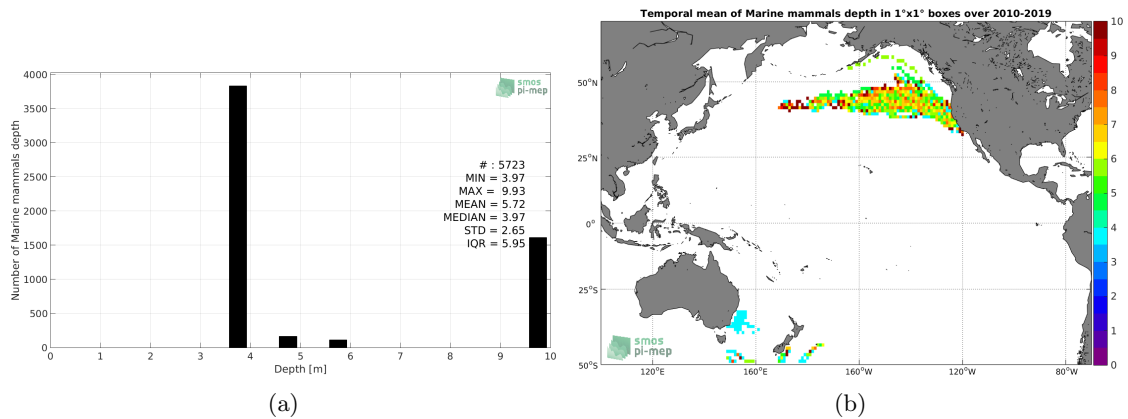 4000
3500
3000
2500
2000
1500
1000
500
0
Number of Marine mammals depth
smos
pi-mep
# : 5723
MIN = 3.97
MAX = 9.93
MEAN = 5.72
MEDIAN = 3.97
STD = 2.65
IQR = 5.95
0 1 2 3 4 5 6 7 8 9 10
Depth [m]
(a)
Temporal mean of Marine mammals depth in 1°x1° boxes over 2010-2019
50°N
25°N
0°
25°S
50°S
120°E 160°E 160°W 120°W 80°W
smos
pi-mep
10
9
8
7
6
5
4
3
2
1
0
(b)